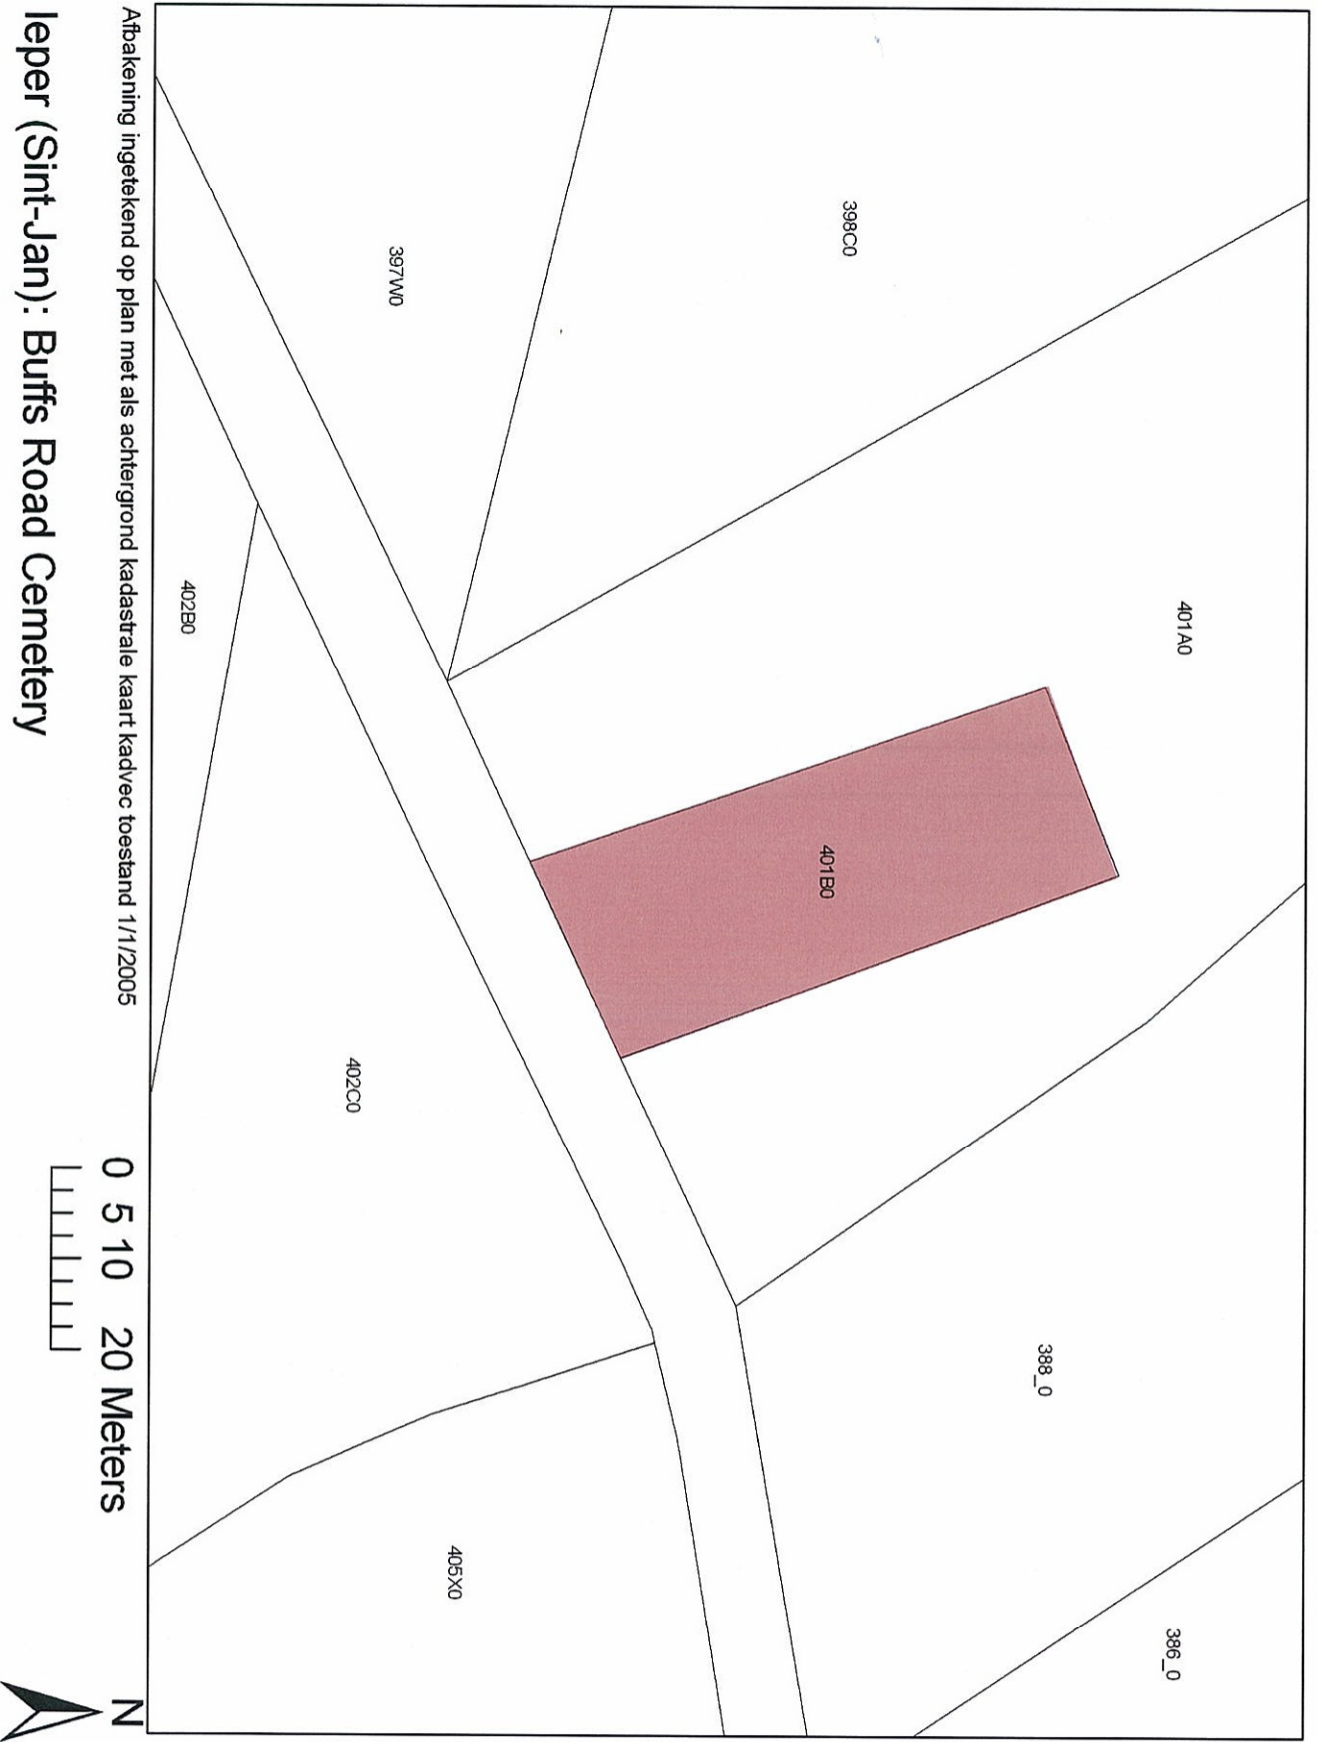 401A0
386_0
388_0
398C0
401B0
405X0
397W0
402C0
402B0
Afbakening ingetekend op plan met als achtergrond kadastrale kaart kadvec toestand 1/1/2005
N
0 5 10 20 Meters
Ieper (Sint-Jan): Buffs Road Cemetery